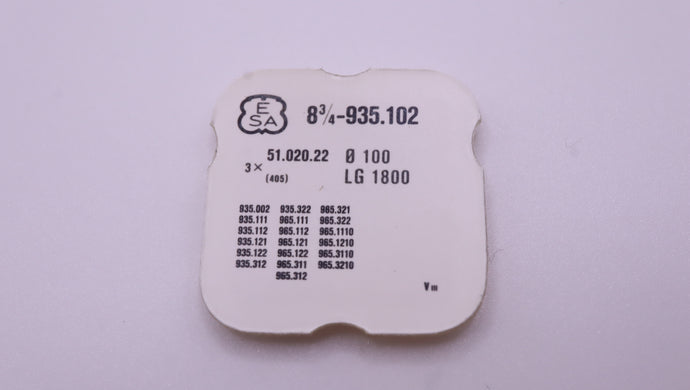 E
SA
8¾-935.102
3× 51.020.22 Ø 100
(405) LG 1800
935.002 935.322 965.321
935.111 965.111 965.322
935.112 965.112 965.1110
935.121 965.121 965.1210
935.122 965.122 965.3110
935.312 965.311 965.3210
965.312
Vm